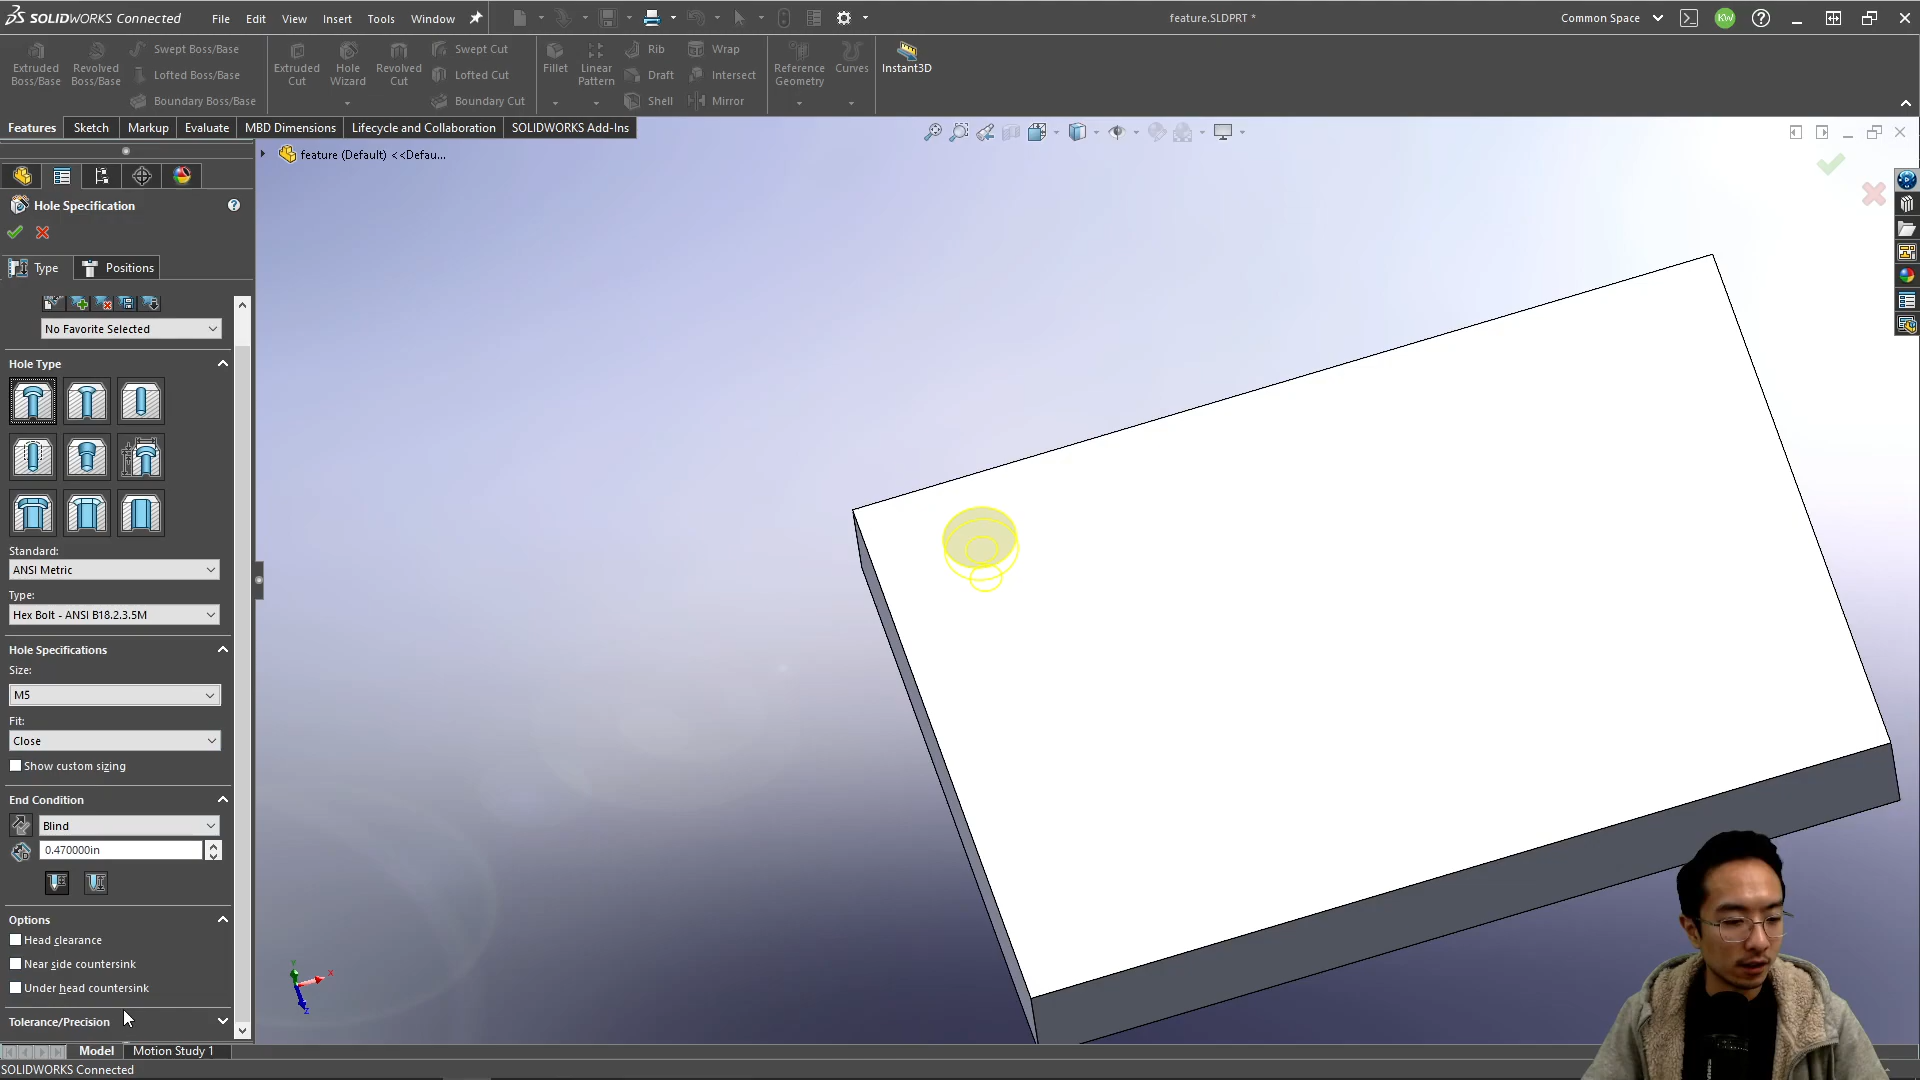 SOLIDWORKS Connected
File
Edit
View
Insert
Tools
Window
feature.SLDPRT *
Common Space
KW
Extruded
Boss/Base
Revolved
Boss/Base
Swept Boss/Base
Lofted Boss/Base
Boundary Boss/Base
Extruded
Cut
Hole
Wizard
Revolved
Cut
Swept Cut
Lofted Cut
Boundary Cut
Fillet
Linear
Pattern
Rib
Draft
Shell
Wrap
Intersect
Mirror
Reference
Geometry
Curves
Instant3D
Features
Sketch
Markup
Evaluate
MBD Dimensions
Lifecycle and Collaboration
SOLIDWORKS Add-Ins
feature (Default) <<Defau...
Hole Specification
Type
Positions
No Favorite Selected
Hole Type
Standard:
ANSI Metric
Type:
Hex Bolt - ANSI B18.2.3.5M
Hole Specifications
Size:
M5
Fit:
Close
Show custom sizing
End Condition
Blind
0.470000in
Options
Head clearance
Near side countersink
Under head countersink
Tolerance/Precision
Y
X
Z
Model
Motion Study 1
SOLIDWORKS Connected